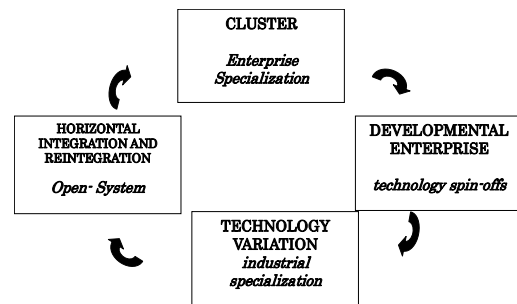 CLUSTER
Enterprise
Specialization
HORIZONTAL
INTEGRATION AND
REINTEGRATION
Open- System
DEVELOPMENTAL
ENTERPRISE
technology spin-offs
TECHNOLOGY
VARIATION
industrial
specialization